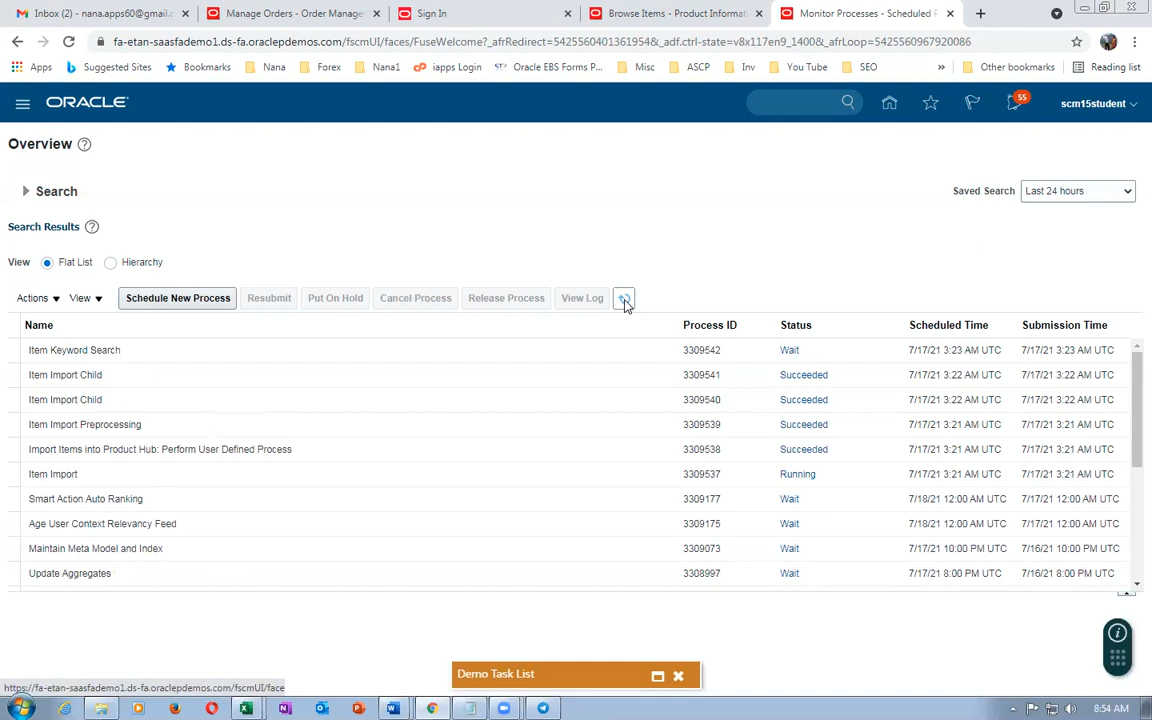 Inbox (2) - nana.apps60@gmail.c
Manage Orders - Order Manage
Sign In
Browse Items - Product Informati
Monitor Processes - Scheduled P
fa-etan-saasfademo1.ds-fa.oraclepdemos.com/fscmUI/faces/FuseWelcome?_afrRedirect=5425560401361954&_adf.ctrl-state=v8x117en9_1400&_afrLoop=5425560967920086
Apps
Suggested Sites
Bookmarks
Nana
Forex
Nana1
iapps Login
Oracle EBS Forms P...
Misc
ASCP
Inv
You Tube
SEO
»
Other bookmarks
Reading list
ORACLE
55
scm15student
Overview
Search
Saved Search
Last 24 hours
Search Results
View
Flat List
Hierarchy
Actions
View
Schedule New Process
Resubmit
Put On Hold
Cancel Process
Release Process
View Log
Name Process ID Status Scheduled Time Submission Time
Item Keyword Search 3309542 Wait 7/17/21 3:23 AM UTC 7/17/21 3:23 AM UTC
Item Import Child 3309541 Succeeded 7/17/21 3:22 AM UTC 7/17/21 3:22 AM UTC
Item Import Child 3309540 Succeeded 7/17/21 3:22 AM UTC 7/17/21 3:22 AM UTC
Item Import Preprocessing 3309539 Succeeded 7/17/21 3:21 AM UTC 7/17/21 3:21 AM UTC
Import Items into Product Hub: Perform User Defined Process 3309538 Succeeded 7/17/21 3:21 AM UTC 7/17/21 3:21 AM UTC
Item Import 3309537 Running 7/17/21 3:21 AM UTC 7/17/21 3:21 AM UTC
Smart Action Auto Ranking 3309177 Wait 7/18/21 12:00 AM UTC 7/17/21 12:00 AM UTC
Age User Context Relevancy Feed 3309175 Wait 7/18/21 12:00 AM UTC 7/17/21 12:00 AM UTC
Maintain Meta Model and Index 3309073 Wait 7/17/21 10:00 PM UTC 7/16/21 10:00 PM UTC
Update Aggregates 3308997 Wait 7/17/21 8:00 PM UTC 7/16/21 8:00 PM UTC
Demo Task List
https://fa-etan-saasfademo1.ds-fa.oraclepdemos.com/fscmUI/face
8:54 AM